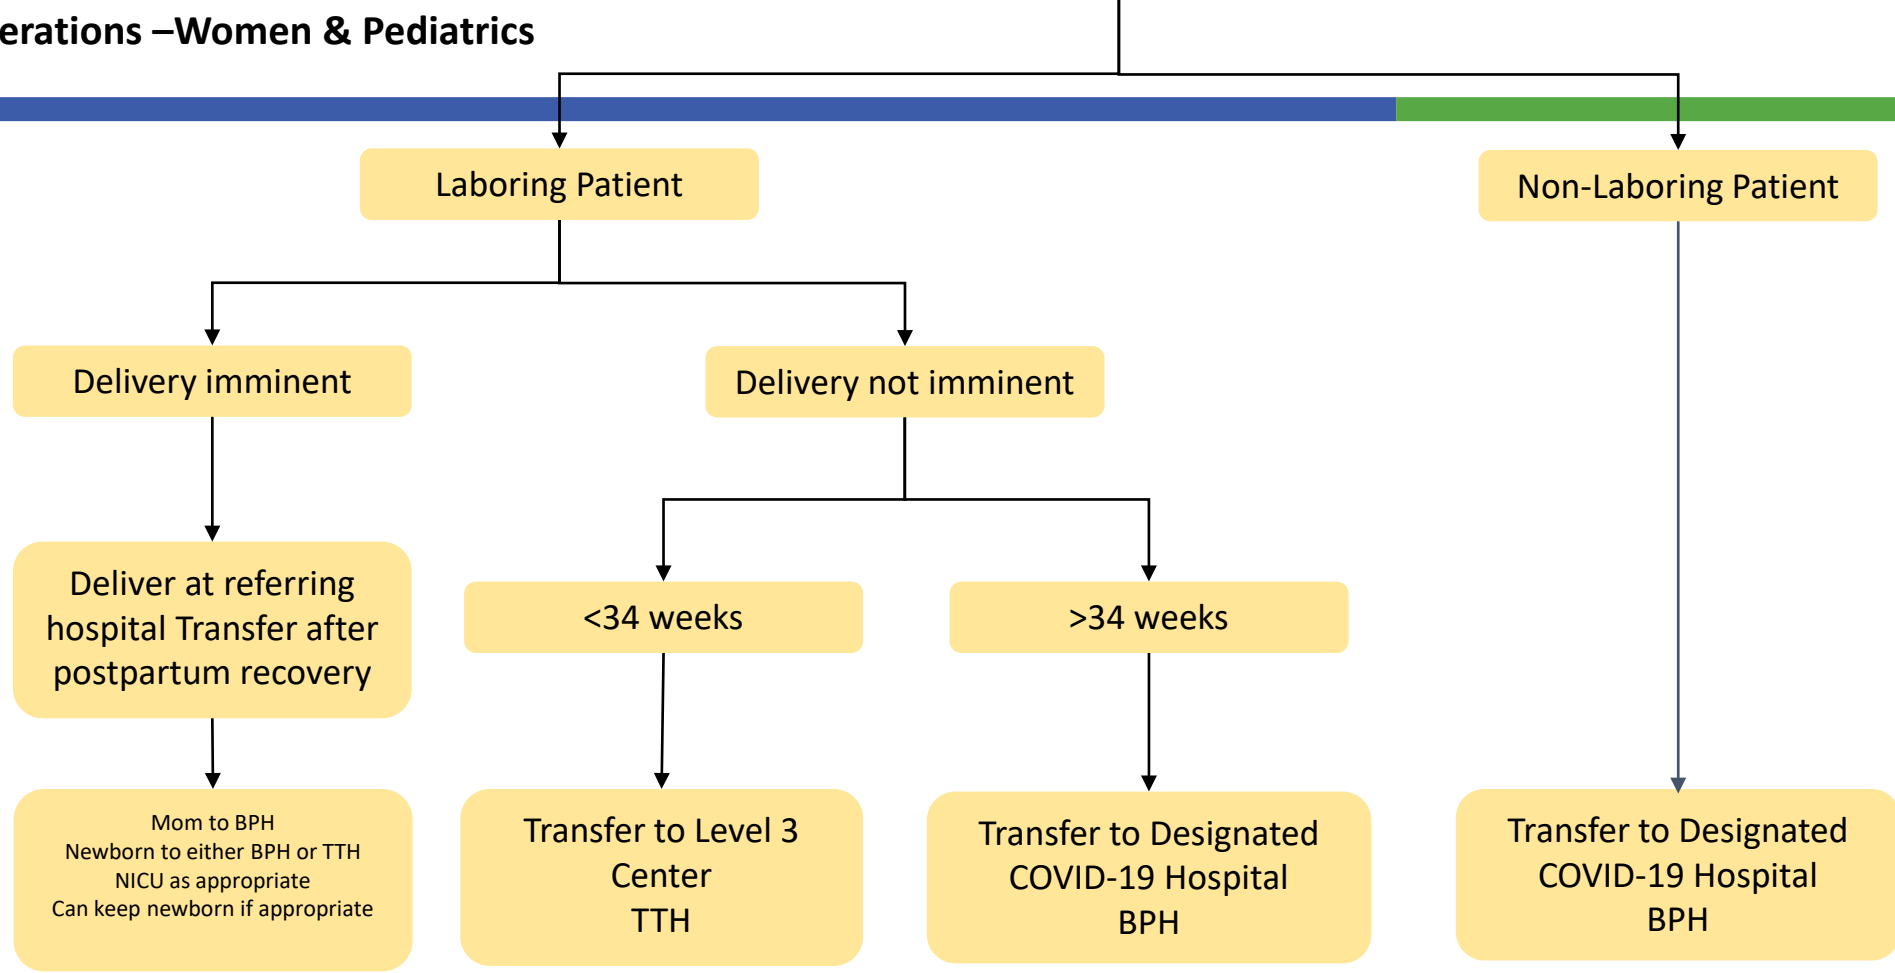 erations –Women & Pediatrics
Laboring Patient
Non-Laboring Patient
Delivery imminent
Delivery not imminent
Deliver at referring
hospital Transfer after
postpartum recovery
<34 weeks
>34 weeks
Mom to BPH
Newborn to either BPH or TTH
NICU as appropriate
Can keep newborn if appropriate
Transfer to Level 3
Center
TTH
Transfer to Designated
COVID-19 Hospital
BPH
Transfer to Designated
COVID-19 Hospital
BPH